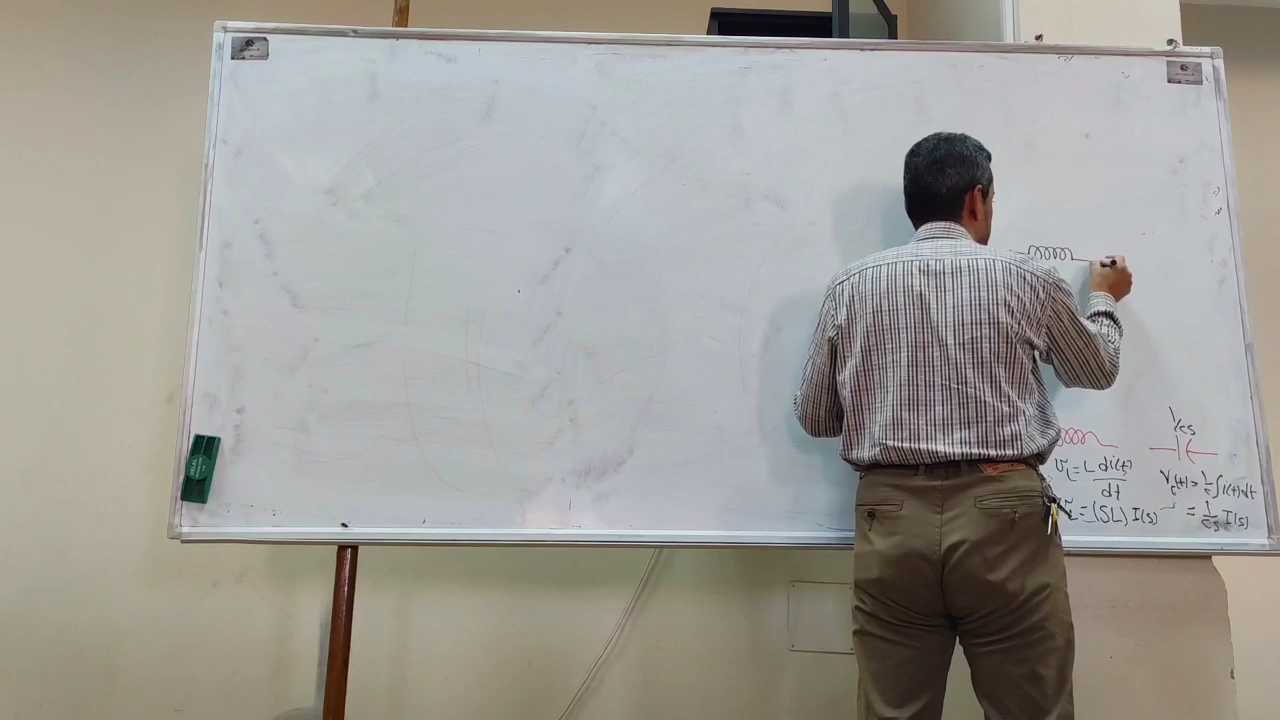 1/cs
v_L = L di(t)/dt
V_c(t) = 1/c ∫ i(t) dt
= (SL) I(s)
= 1/cs I(s)